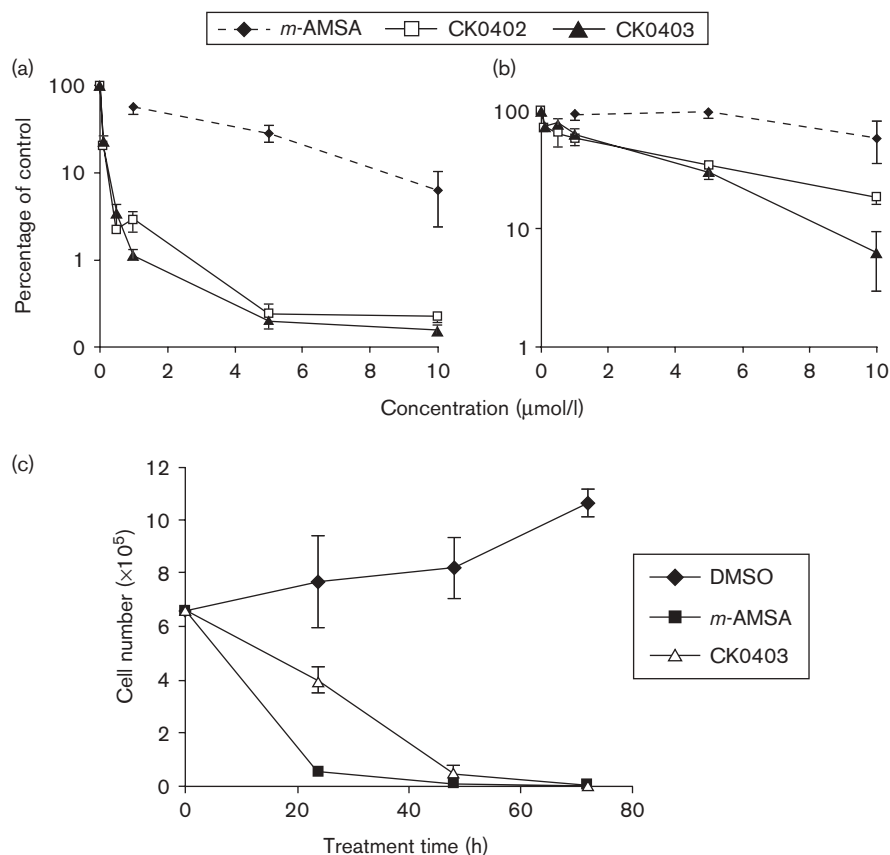 m-AMSA CK0402 CK0403
(a)
(b)
Percentage of control
100
10
1
0
0 2 4 6 8 10
100
10
1
0 2 4 6 8 10
Concentration (μmol/l)
(c)
Cell number (×10⁵)
12
10
8
6
4
2
0
0 20 40 60 80
Treatment time (h)
DMSO
m-AMSA
CK0403